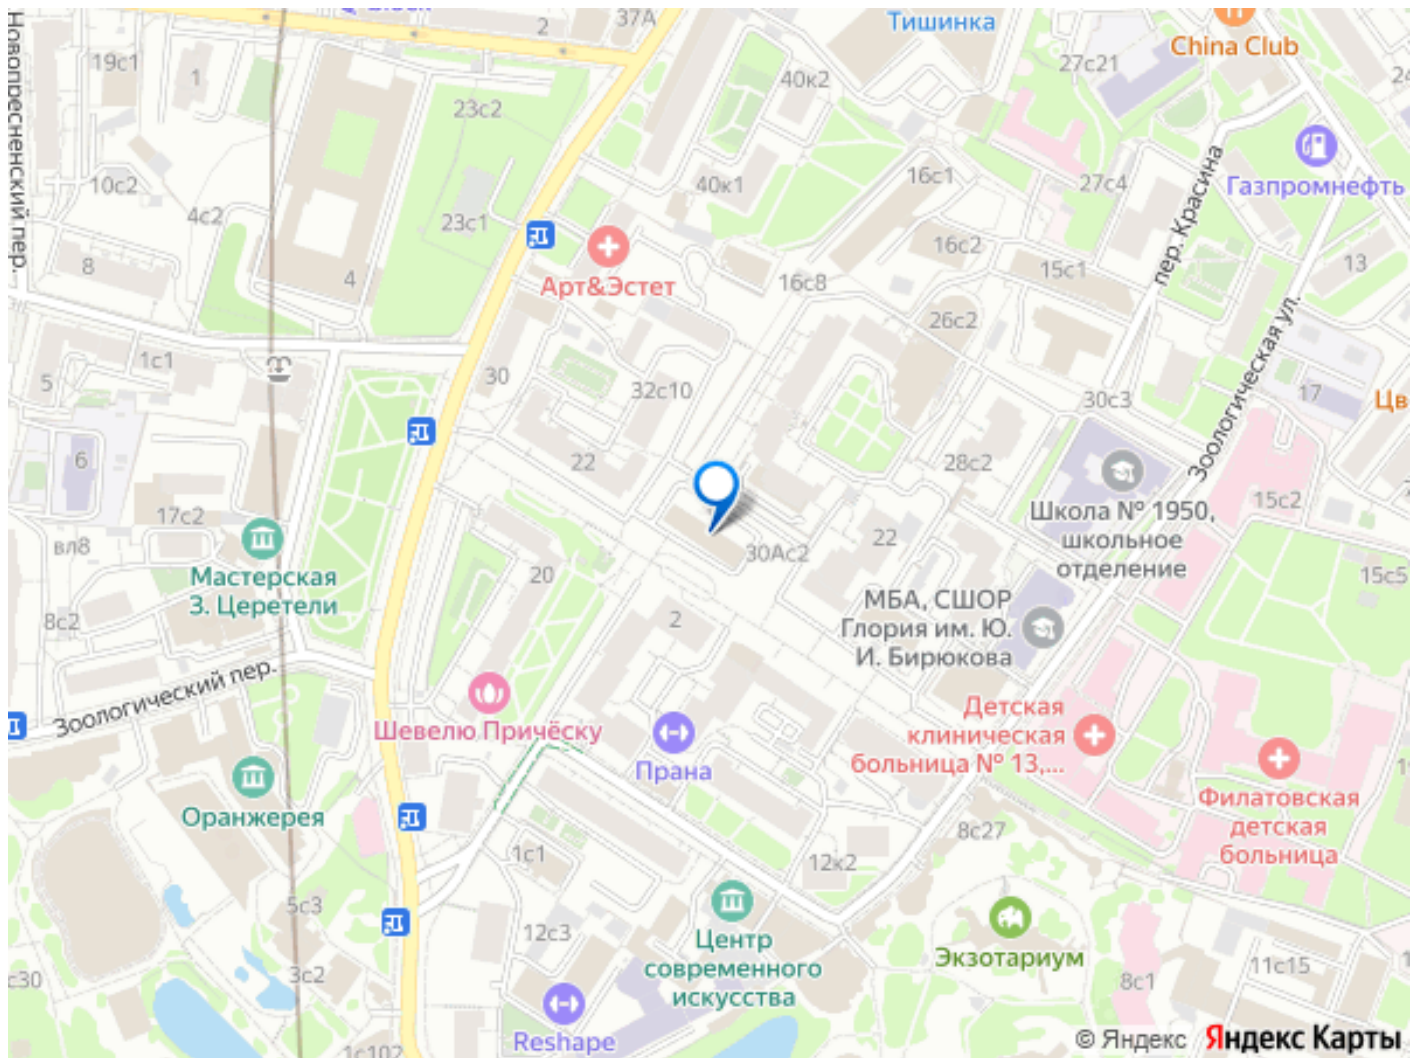 37А
2
Тишинка
China Club
19с1
1
27с21
40к2
23с2
Новопресненский пер.
10с2
40к1
16с1
27с4
Газпромнефть
4с2
23с1
пер. Красина
16с2
8
4
Арт&Эстет
16с8
15с1
13
26с2
Зоологическая ул.
1с1
5
30
32с10
30с3
17
Цв
6
22
28с2
15с2
Школа № 1950,
школьное
отделение
17с2
вл8
30Ас2
22
Мастерская
З. Церетели
20
15с5
8с2
2
МБА, СШОР
Глория им. Ю.
И. Бирюкова
Зоологический пер.
Шевелю Причёску
Детская
клиническая
больница № 13,...
Прана
Филатовская
детская
больница
Оранжерея
8с27
1с1
12к2
5с3
12с3
Центр
современного
искусства
Экзотариум
3с2
с30
8с1
11с15
Reshape
1с102
© Яндекс Яндекс Карты